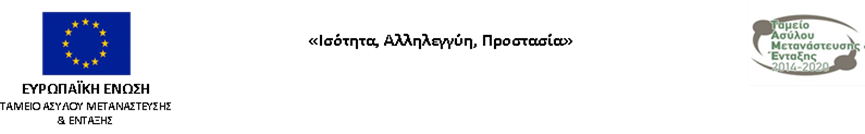 «Ισότητα, Αλληλεγγύη, Προστασία»
ΕΥΡΩΠΑΪΚΗ ΕΝΩΣΗ
ΤΑΜΕΙΟ ΑΣΥΛΟΥ ΜΕΤΑΝΑΣΤΕΥΣΗΣ
& ΕΝΤΑΞΗΣ
Ταμείο
Ασύλου
Μετανάστευσης &
Ένταξης
2014-2020